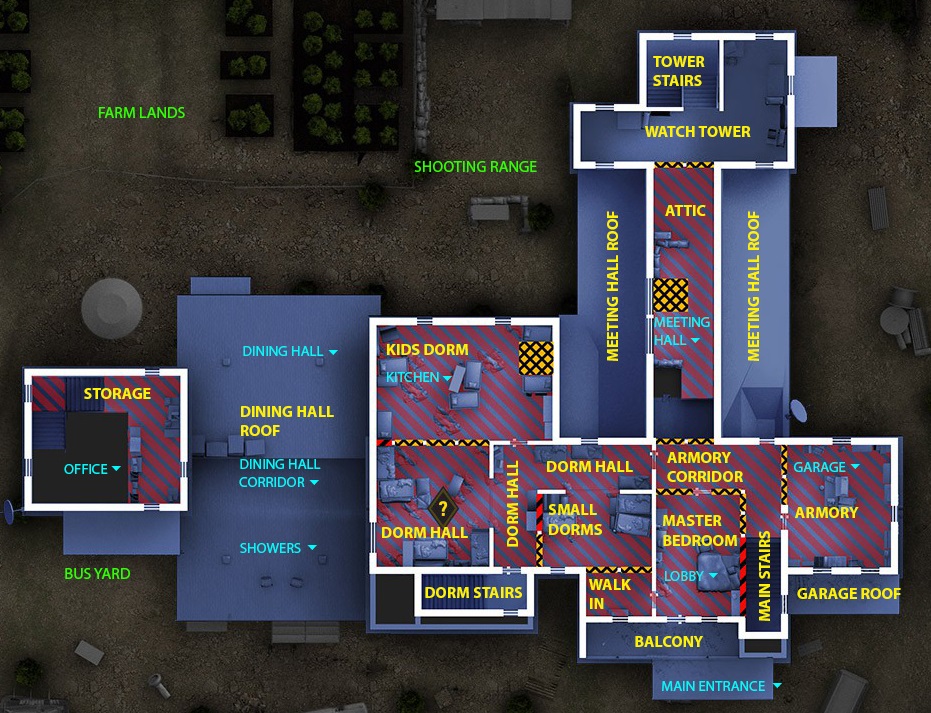 TOWER
STAIRS
FARM LANDS
WATCH TOWER
SHOOTING RANGE
ATTIC
MEETING HALL ROOF
MEETING HALL ROOF
MEETING
HALL
DINING HALL
KIDS DORM
KITCHEN
STORAGE
DINING HALL
ROOF
OFFICE
DINING HALL
CORRIDOR
DORM HALL
DORM HALL
ARMORY
CORRIDOR
GARAGE
?
DORM HALL
SMALL
DORMS
MASTER
BEDROOM
ARMORY
SHOWERS
BUS YARD
LOBBY
MAIN STAIRS
DORM STAIRS
WALK
IN
GARAGE ROOF
BALCONY
MAIN ENTRANCE